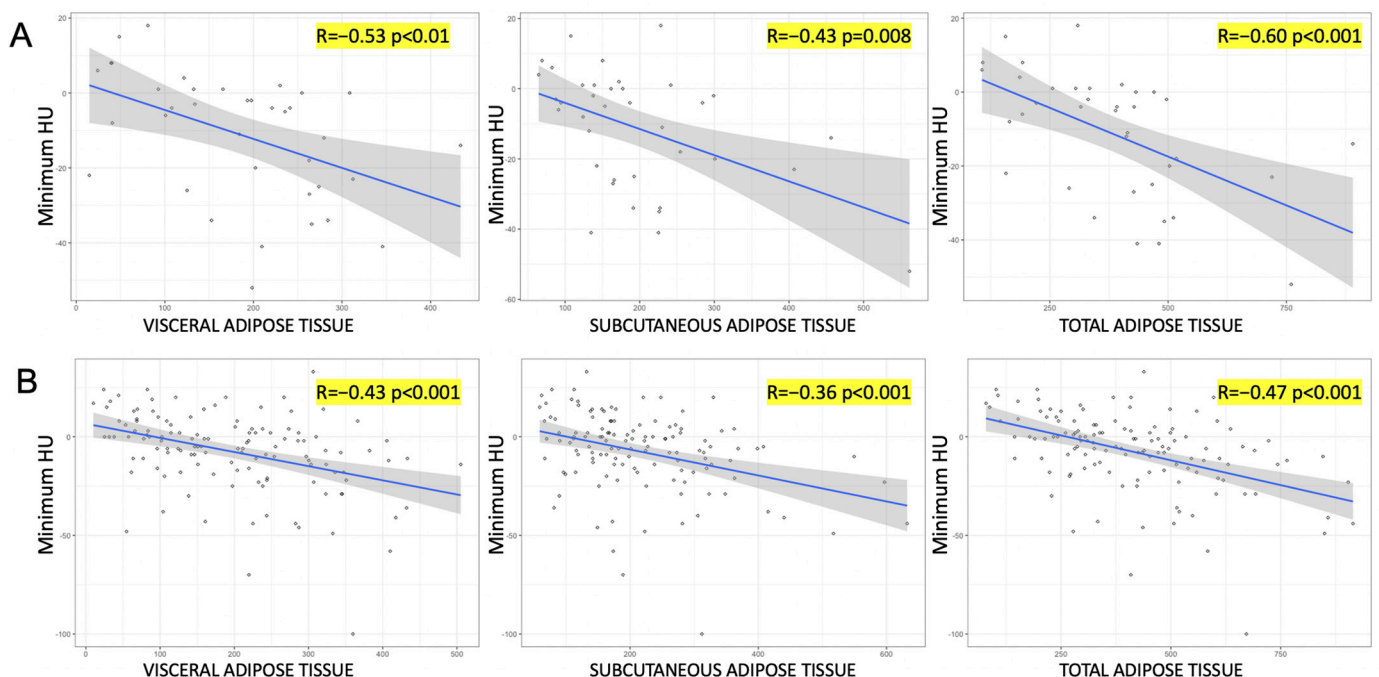 A
R=−0.53 p<0.01
R=−0.43 p=0.008
R=−0.60 p<0.001
Minimum HU
20
0
-20
-40
0
100
200
300
400
VISCERAL ADIPOSE TISSUE
Minimum HU
20
0
-20
-40
-60
100
200
300
400
500
SUBCUTANEOUS ADIPOSE TISSUE
Minimum HU
20
0
-20
-40
250
500
750
TOTAL ADIPOSE TISSUE
B
R=−0.43 p<0.001
R=−0.36 p<0.001
R=−0.47 p<0.001
Minimum HU
0
-50
-100
0
100
200
300
400
500
VISCERAL ADIPOSE TISSUE
Minimum HU
0
-50
-100
200
400
600
SUBCUTANEOUS ADIPOSE TISSUE
Minimum HU
0
-50
-100
250
500
750
TOTAL ADIPOSE TISSUE